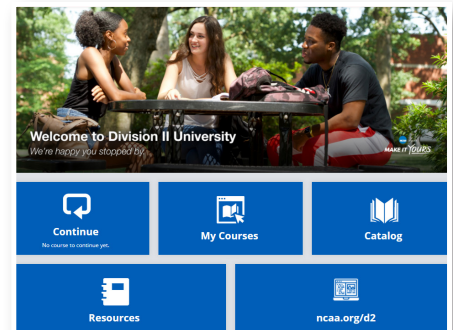 Welcome to Division II University
We're happy you stopped by.
MAKE IT YOURS
Continue
No course to continue yet.
My Courses
Catalog
Resources
ncaa.org/d2